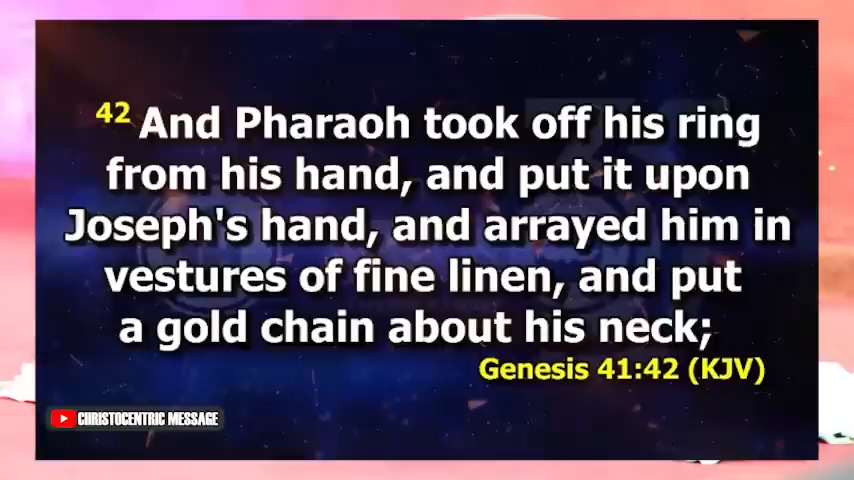 42 And Pharaoh took off his ring
from his hand, and put it upon
Joseph's hand, and arrayed him in
vestures of fine linen, and put
a gold chain about his neck;
Genesis 41:42 (KJV)
CHRISTOCENTRIC MESSAGE